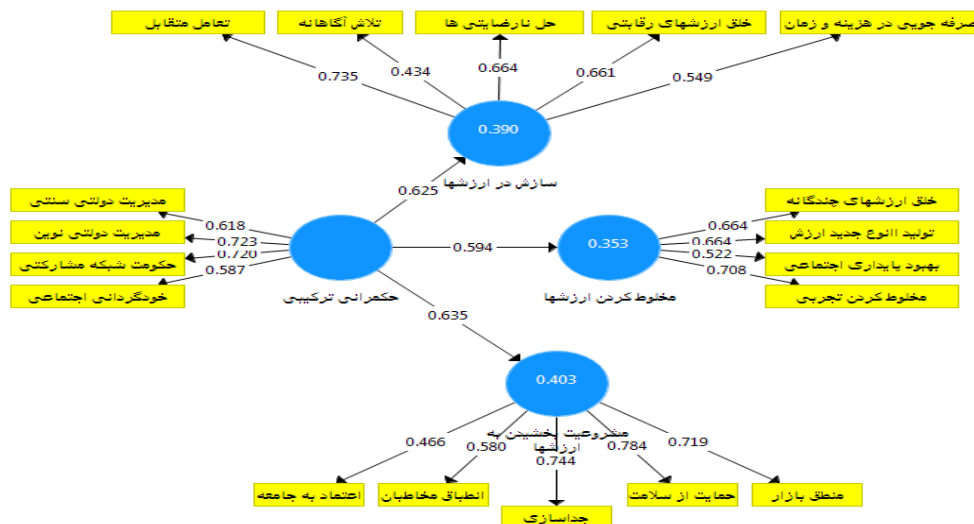 تعامل متقابل
تلاش آگاهانه
حل نارضایتی ها
خلق ارزشهای رقابتی
صرفه جویی در هزینه و زمان
0.735
0.434
0.664
0.661
0.549
0.390
سازش در ارزشها
0.625
مدیریت دولتی سنتی
مدیریت دولتی نوین
حکومت شبکه مشارکتی
خودگردانی اجتماعی
0.618
0.723
0.720
0.587
حکمرانی ترکیبی
0.594
0.353
مخلوط کردن ارزشها
خلق ارزشهای چندگانه
تولید اانوع جدید ارزش
بهبود پایداری اجتماعی
مخلوط کردن تجربی
0.664
0.664
0.522
0.708
0.635
0.403
مشروعیت بخشیدن به
ارزشها
0.466
0.580
0.744
0.784
0.719
اعتماد به جامعه
انطباق مخاطبان
جداسازی
حمایت از سلامت
منطق بازار